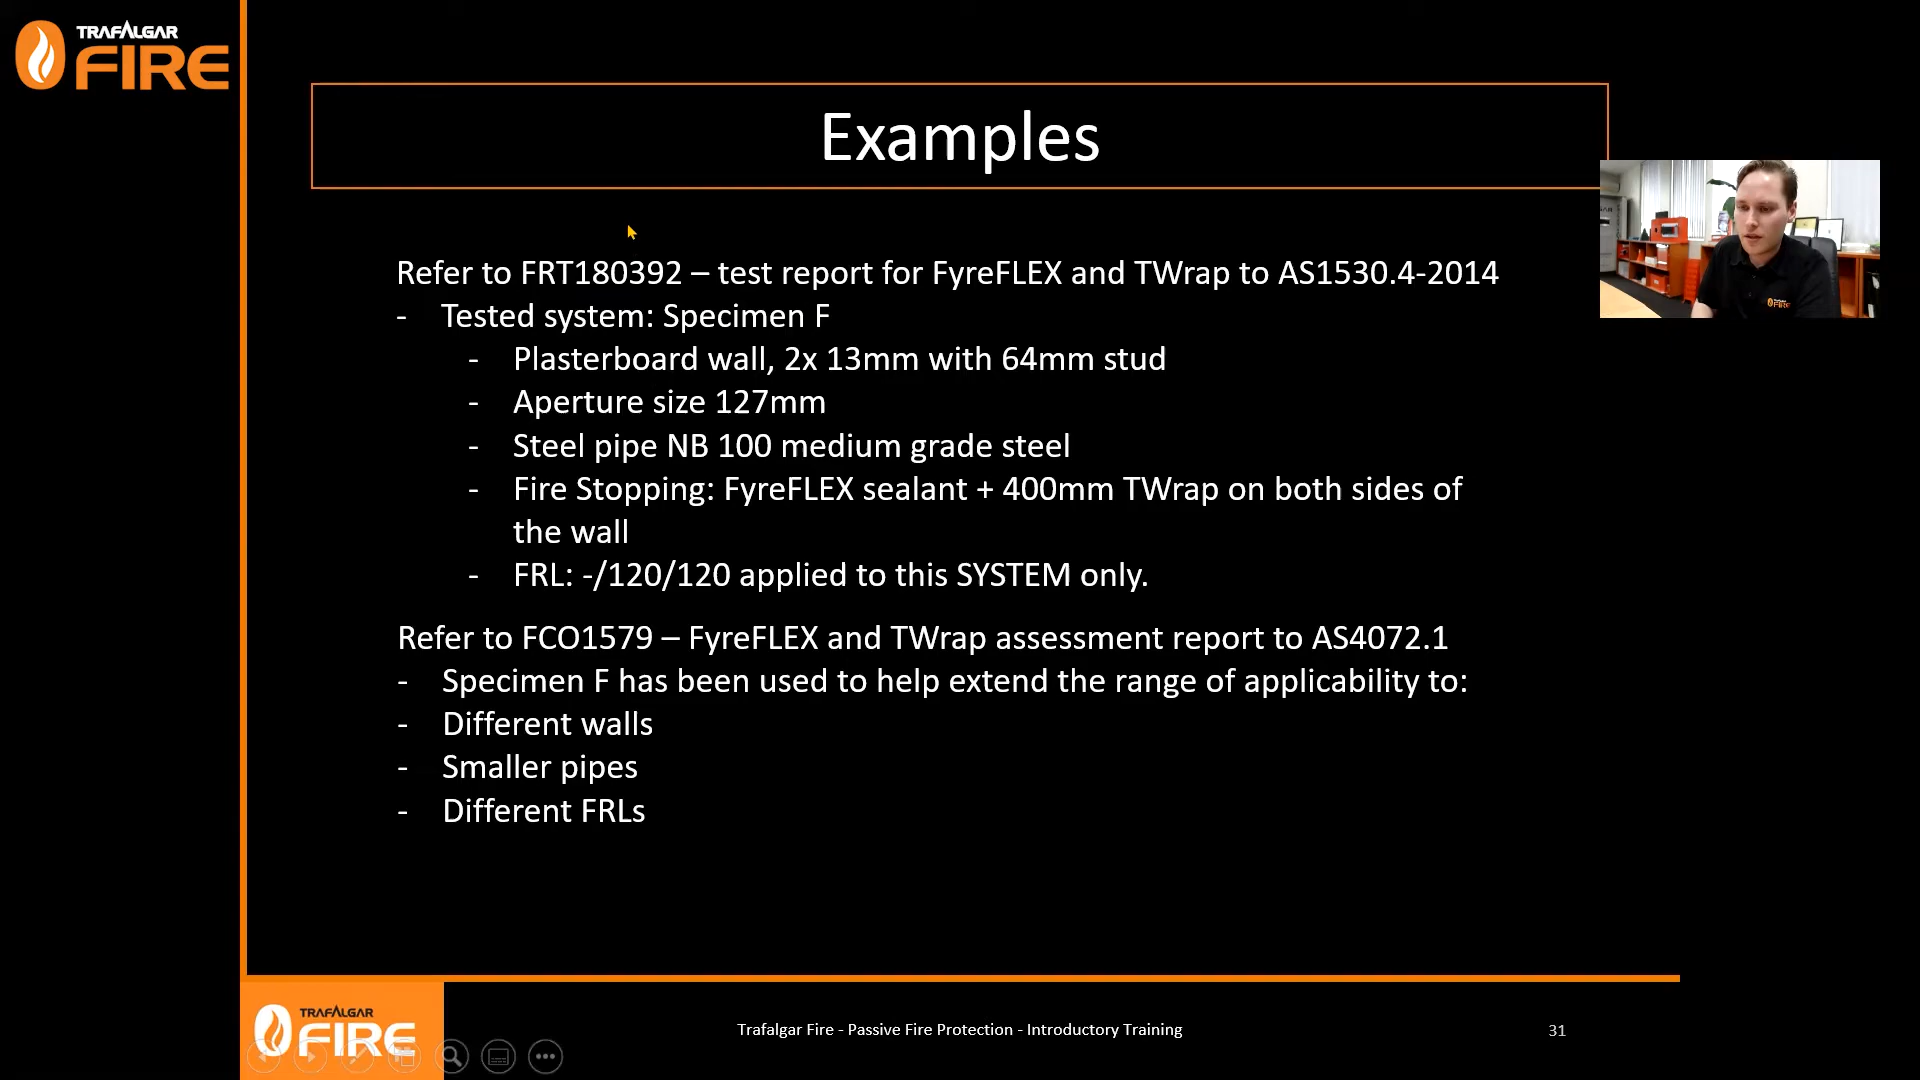 TRAFALGAR
FIRE
Examples
Refer to FRT180392 – test report for FyreFLEX and TWrap to AS1530.4-2014
- Tested system: Specimen F
- Plasterboard wall, 2x 13mm with 64mm stud
- Aperture size 127mm
- Steel pipe NB 100 medium grade steel
- Fire Stopping: FyreFLEX sealant + 400mm TWrap on both sides of
the wall
- FRL: -/120/120 applied to this SYSTEM only.
Refer to FCO1579 – FyreFLEX and TWrap assessment report to AS4072.1
- Specimen F has been used to help extend the range of applicability to:
- Different walls
- Smaller pipes
- Different FRLs
FIRE
TRAFALGAR
FIRE
Trafalgar Fire - Passive Fire Protection - Introductory Training
31